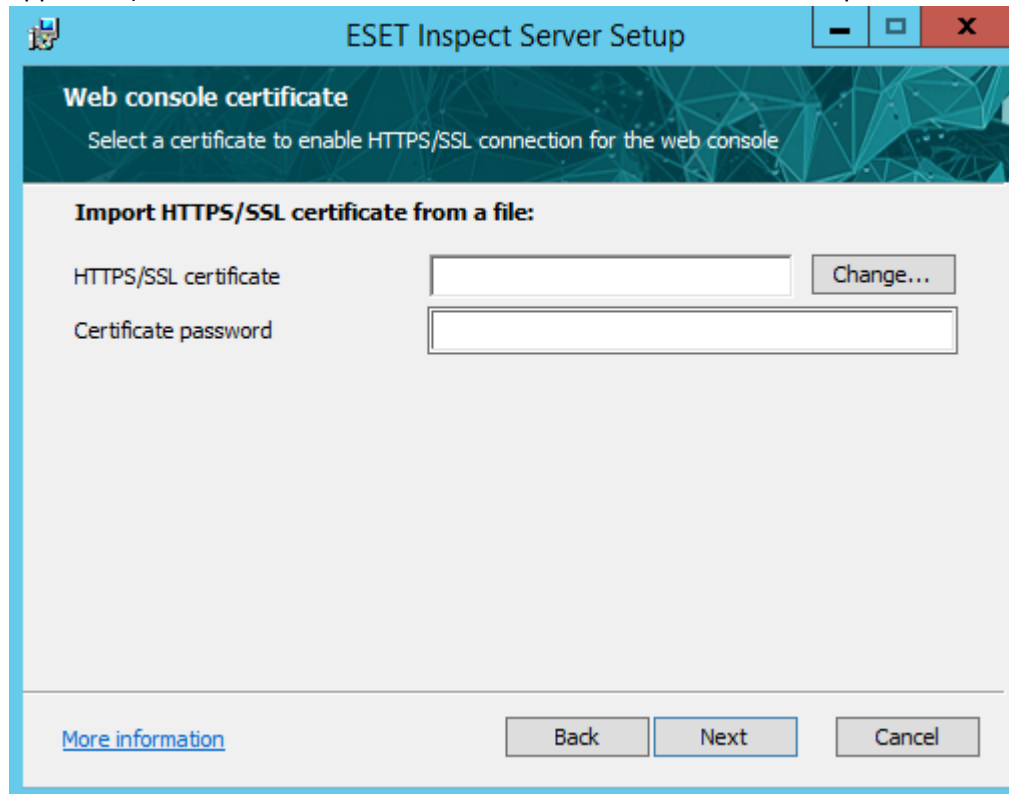 ESET Inspect Server Setup
Web console certificate
Select a certificate to enable HTTPS/SSL connection for the web console
Import HTTPS/SSL certificate from a file:
HTTPS/SSL certificate
Change...
Certificate password
More information
Back
Next
Cancel